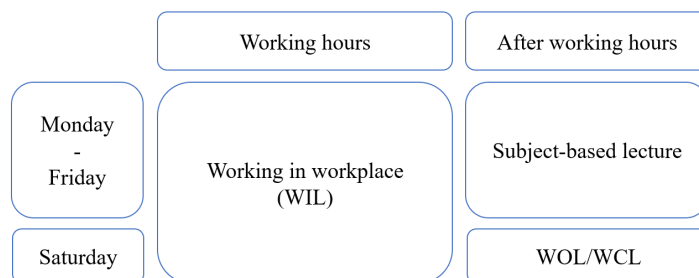 Working hours
After working hours
Monday
-
Friday
Working in workplace
(WIL)
Subject-based lecture
Saturday
WOL/WCL